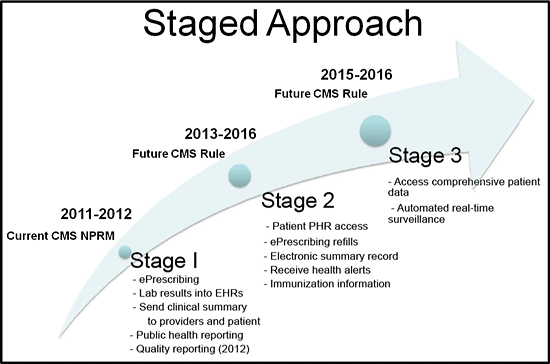 Staged Approach
2015-2016
Future CMS Rule
2013-2016
Future CMS Rule
2011-2012
Current CMS NPRM
Stage I
- ePrescribing
- Lab results into EHRs
- Send clinical summary
to providers and patient
- Public health reporting
- Quality reporting (2012)
Stage 2
- Patient PHR access
- ePrescribing refills
- Electronic summary record
- Receive health alerts
- Immunization information
Stage 3
- Access comprehensive patient
data
- Automated real-time
surveillance